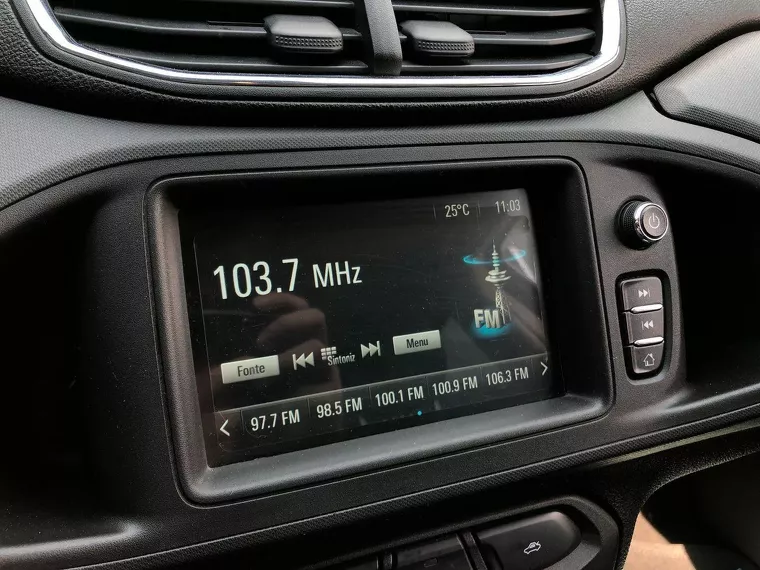 25°C 11:03
103.7 MHz
FM
Fonte Sintoniz Menu
97.7 FM 98.5 FM 100.1 FM 100.9 FM 106.3 FM